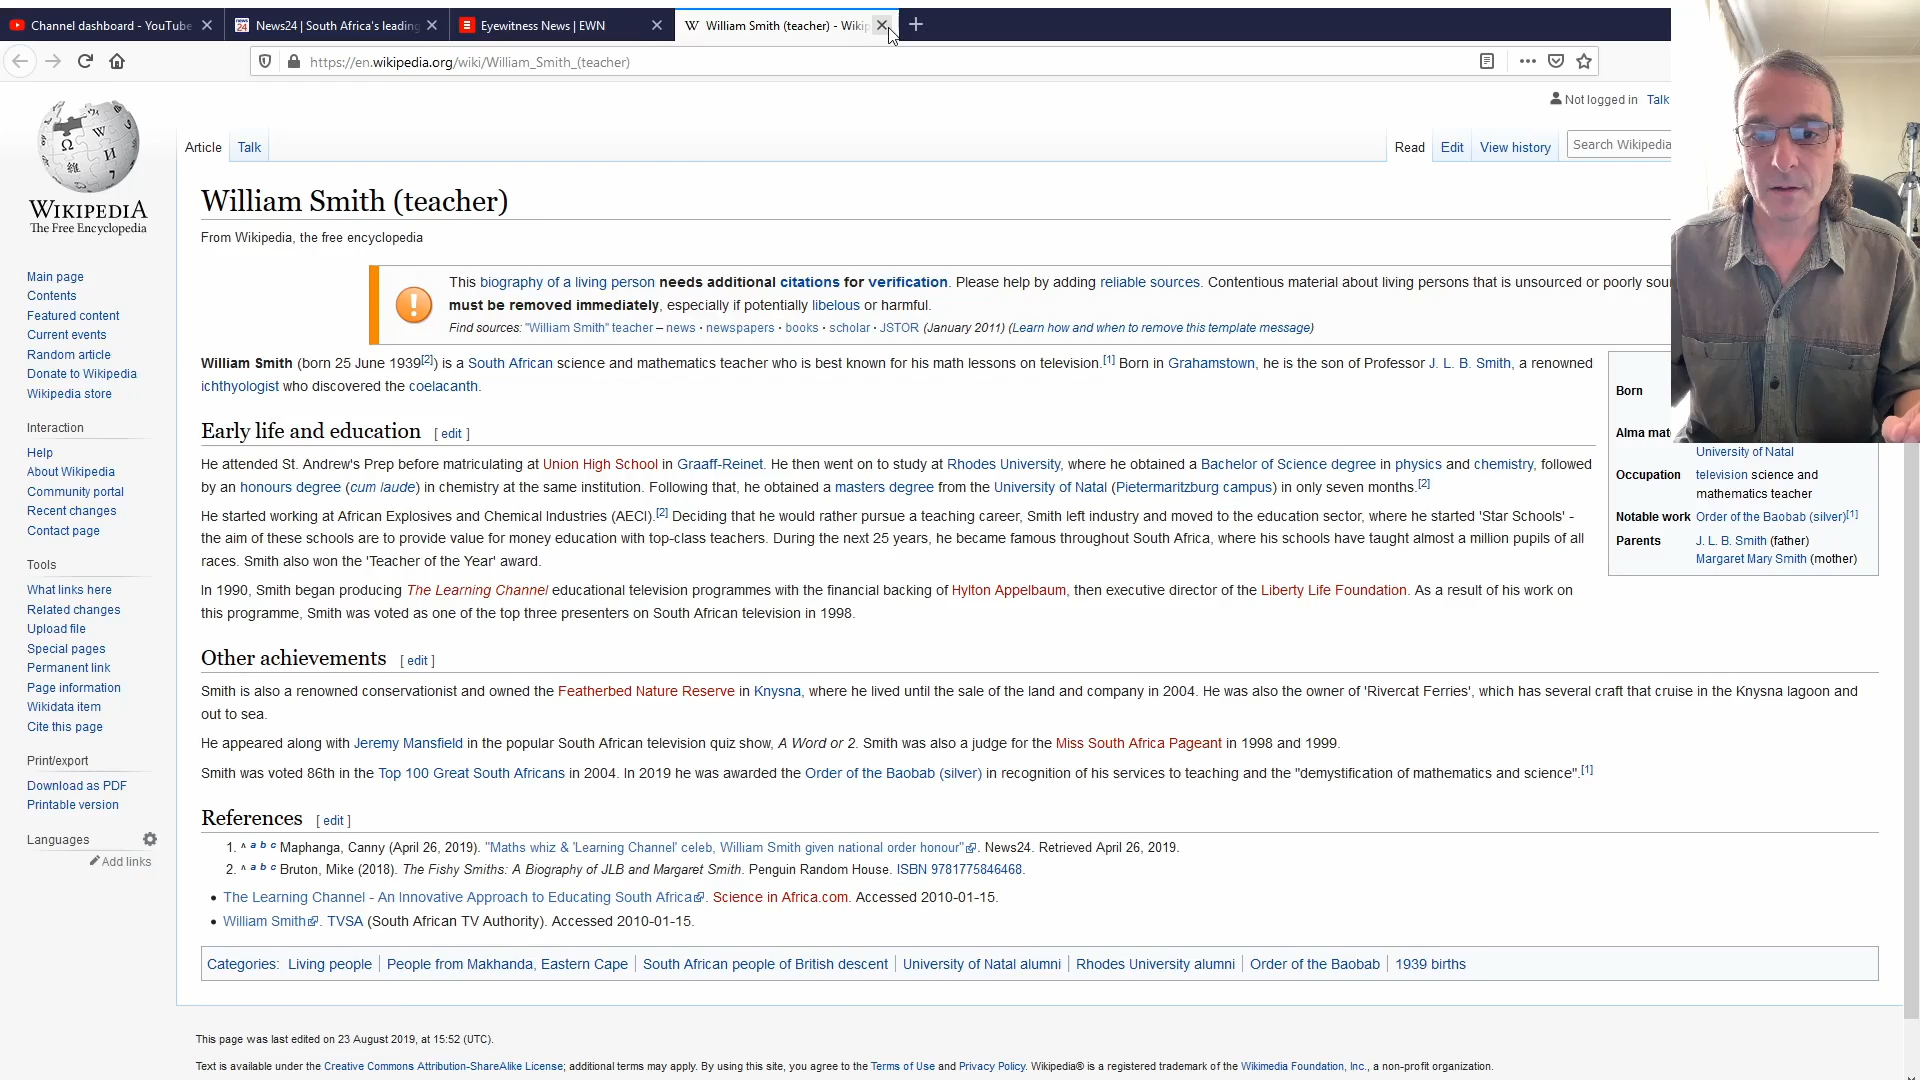 Channel dashboard - YouTube
News24 | South Africa's leading
Eyewitness News | EWN
William Smith (teacher) - Wiki
https://en.wikipedia.org/wiki/William_Smith_(teacher)
Not logged in Talk
Article Talk
Read Edit View history
Search Wikipedia
WIKIPEDIA
The Free Encyclopedia
Main page
Contents
Featured content
Current events
Random article
Donate to Wikipedia
Wikipedia store
Interaction
Help
About Wikipedia
Community portal
Recent changes
Contact page
Tools
What links here
Related changes
Upload file
Special pages
Permanent link
Page information
Wikidata item
Cite this page
Print/export
Download as PDF
Printable version
Languages
Add links
William Smith (teacher)
From Wikipedia, the free encyclopedia
This biography of a living person needs additional citations for verification. Please help by adding reliable sources. Contentious material about living persons that is unsourced or poorly sou
must be removed immediately, especially if potentially libelous or harmful.
Find sources: "William Smith" teacher – news · newspapers · books · scholar · JSTOR (January 2011) (Learn how and when to remove this template message)
William Smith (born 25 June 1939[2]) is a South African science and mathematics teacher who is best known for his math lessons on television.[1] Born in Grahamstown, he is the son of Professor J. L. B. Smith, a renowned
ichthyologist who discovered the coelacanth.
Early life and education [ edit ]
He attended St. Andrew's Prep before matriculating at Union High School in Graaff-Reinet. He then went on to study at Rhodes University, where he obtained a Bachelor of Science degree in physics and chemistry, followed
by an honours degree (cum laude) in chemistry at the same institution. Following that, he obtained a masters degree from the University of Natal (Pietermaritzburg campus) in only seven months.[2]
He started working at African Explosives and Chemical Industries (AECI).[2] Deciding that he would rather pursue a teaching career, Smith left industry and moved to the education sector, where he started 'Star Schools' -
the aim of these schools are to provide value for money education with top-class teachers. During the next 25 years, he became famous throughout South Africa, where his schools have taught almost a million pupils of all
races. Smith also won the 'Teacher of the Year' award.
In 1990, Smith began producing The Learning Channel educational television programmes with the financial backing of Hylton Appelbaum, then executive director of the Liberty Life Foundation. As a result of his work on
this programme, Smith was voted as one of the top three presenters on South African television in 1998.
Born
Alma mat
University of Natal
Occupation television science and
mathematics teacher
Notable work Order of the Baobab (silver)[1]
Parents J. L. B. Smith (father)
Margaret Mary Smith (mother)
Other achievements [ edit ]
Smith is also a renowned conservationist and owned the Featherbed Nature Reserve in Knysna, where he lived until the sale of the land and company in 2004. He was also the owner of 'Rivercat Ferries', which has several craft that cruise in the Knysna lagoon and
out to sea.
He appeared along with Jeremy Mansfield in the popular South African television quiz show, A Word or 2. Smith was also a judge for the Miss South Africa Pageant in 1998 and 1999.
Smith was voted 86th in the Top 100 Great South Africans in 2004. In 2019 he was awarded the Order of the Baobab (silver) in recognition of his services to teaching and the "demystification of mathematics and science".[1]
References [ edit ]
1. ^ a b c Maphanga, Canny (April 26, 2019). "Maths whiz & 'Learning Channel' celeb, William Smith given national order honour". News24. Retrieved April 26, 2019.
2. ^ a b c Bruton, Mike (2018). The Fishy Smiths: A Biography of JLB and Margaret Smith. Penguin Random House. ISBN 9781775846468.
• The Learning Channel - An Innovative Approach to Educating South Africa. Science in Africa.com. Accessed 2010-01-15.
• William Smith. TVSA (South African TV Authority). Accessed 2010-01-15.
Categories: Living people | People from Makhanda, Eastern Cape | South African people of British descent | University of Natal alumni | Rhodes University alumni | Order of the Baobab | 1939 births
This page was last edited on 23 August 2019, at 15:52 (UTC).
Text is available under the Creative Commons Attribution-ShareAlike License; additional terms may apply. By using this site, you agree to the Terms of Use and Privacy Policy. Wikipedia® is a registered trademark of the Wikimedia Foundation, Inc., a non-profit organization.